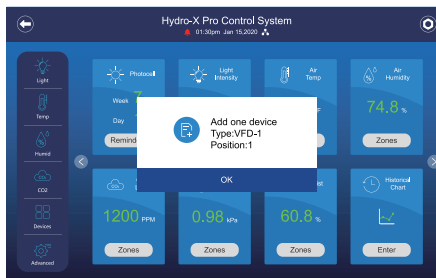 Hydro-X Pro Control System
01:30pm Jan 15,2020
Light
Temp
Humid
CO2
Devices
Advanced
Photocell
Week
Day
Remind
Light
Intensity
Air
Temp
F
Air
Humidity
74.8 %
Zones
Add one device
Type:VFD-1
Position:1
OK
CO2
1200 PPM
Zones
0.98 kPa
Zones
60.8 %
Zones
Historical
Chart
Enter